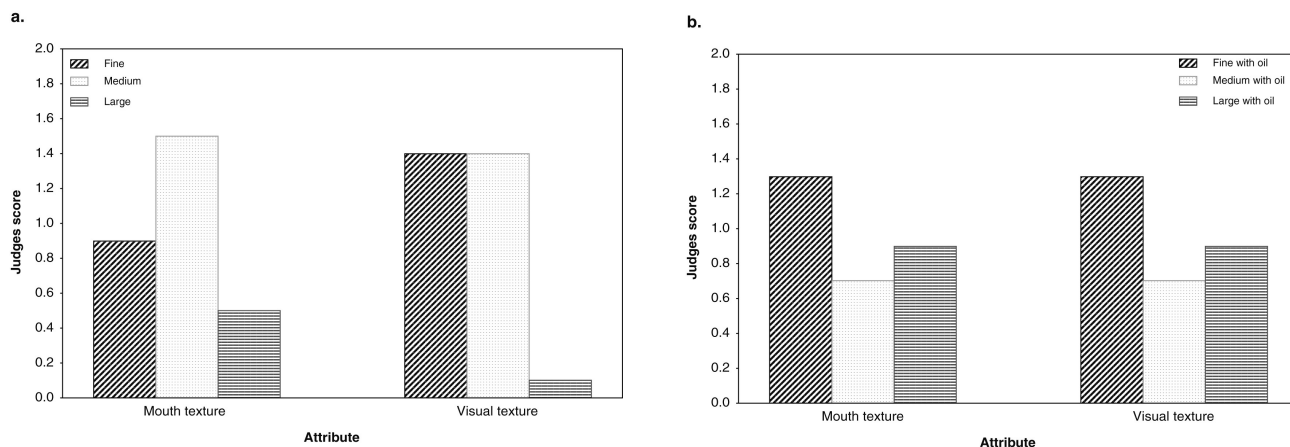 a.
2.0
1.8
1.6
1.4
1.2
1.0
0.8
0.6
0.4
0.2
0.0
Judges score
Fine
Medium
Large
Mouth texture
Visual texture
Attribute
b.
2.0
1.8
1.6
1.4
1.2
1.0
0.8
0.6
0.4
0.2
0.0
Judges score
Fine with oil
Medium with oil
Large with oil
Mouth texture
Visual texture
Attribute